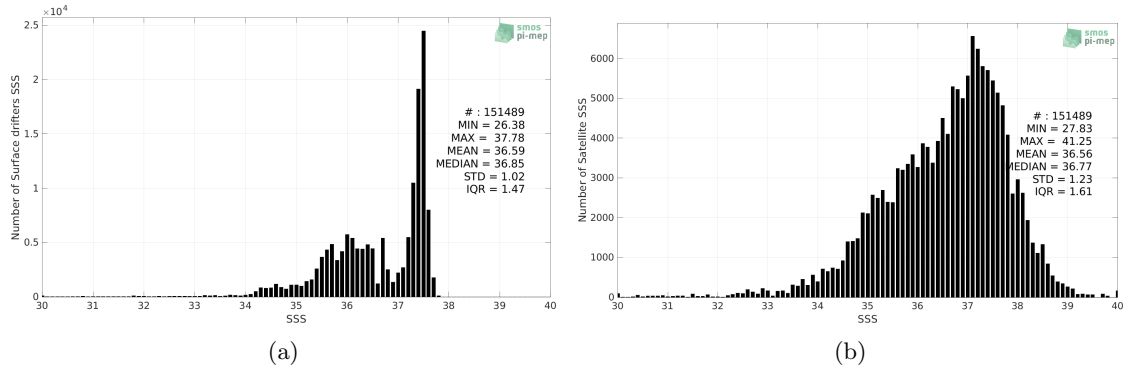 ×10⁴
smos
pi-mep
Number of Surface drifters SSS
2.5
2
1.5
1
0.5
0
# : 151489
MIN = 26.38
MAX = 37.78
MEAN = 36.59
MEDIAN = 36.85
STD = 1.02
IQR = 1.47
30 31 32 33 34 35 36 37 38 39 40
SSS
(a)
smos
pi-mep
Number of Satellite SSS
6000
5000
4000
3000
2000
1000
0
# : 151489
MIN = 27.83
MAX = 41.25
MEAN = 36.56
MEDIAN = 36.77
STD = 1.23
IQR = 1.61
30 31 32 33 34 35 36 37 38 39 40
SSS
(b)